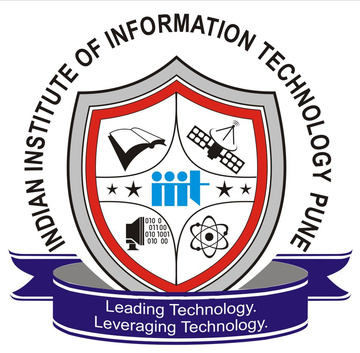 INDIAN INSTITUTE OF INFORMATION TECHNOLOGY PUNE
iiit
010 0
01100
010 1001
010 00
Leading Technology.
Leveraging Technology.